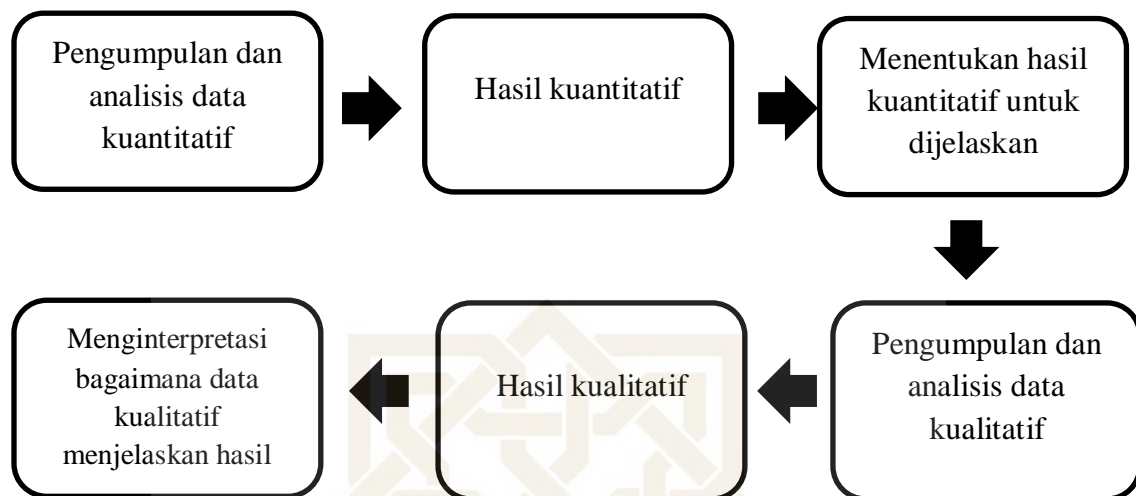 Pengumpulan dan
analisis data
kuantitatif
Hasil kuantitatif
Menentukan hasil
kuantitatif untuk
dijelaskan
Pengumpulan dan
analisis data
kualitatif
Hasil kualitatif
Menginterpretasi
bagaimana data
kualitatif
menjelaskan hasil